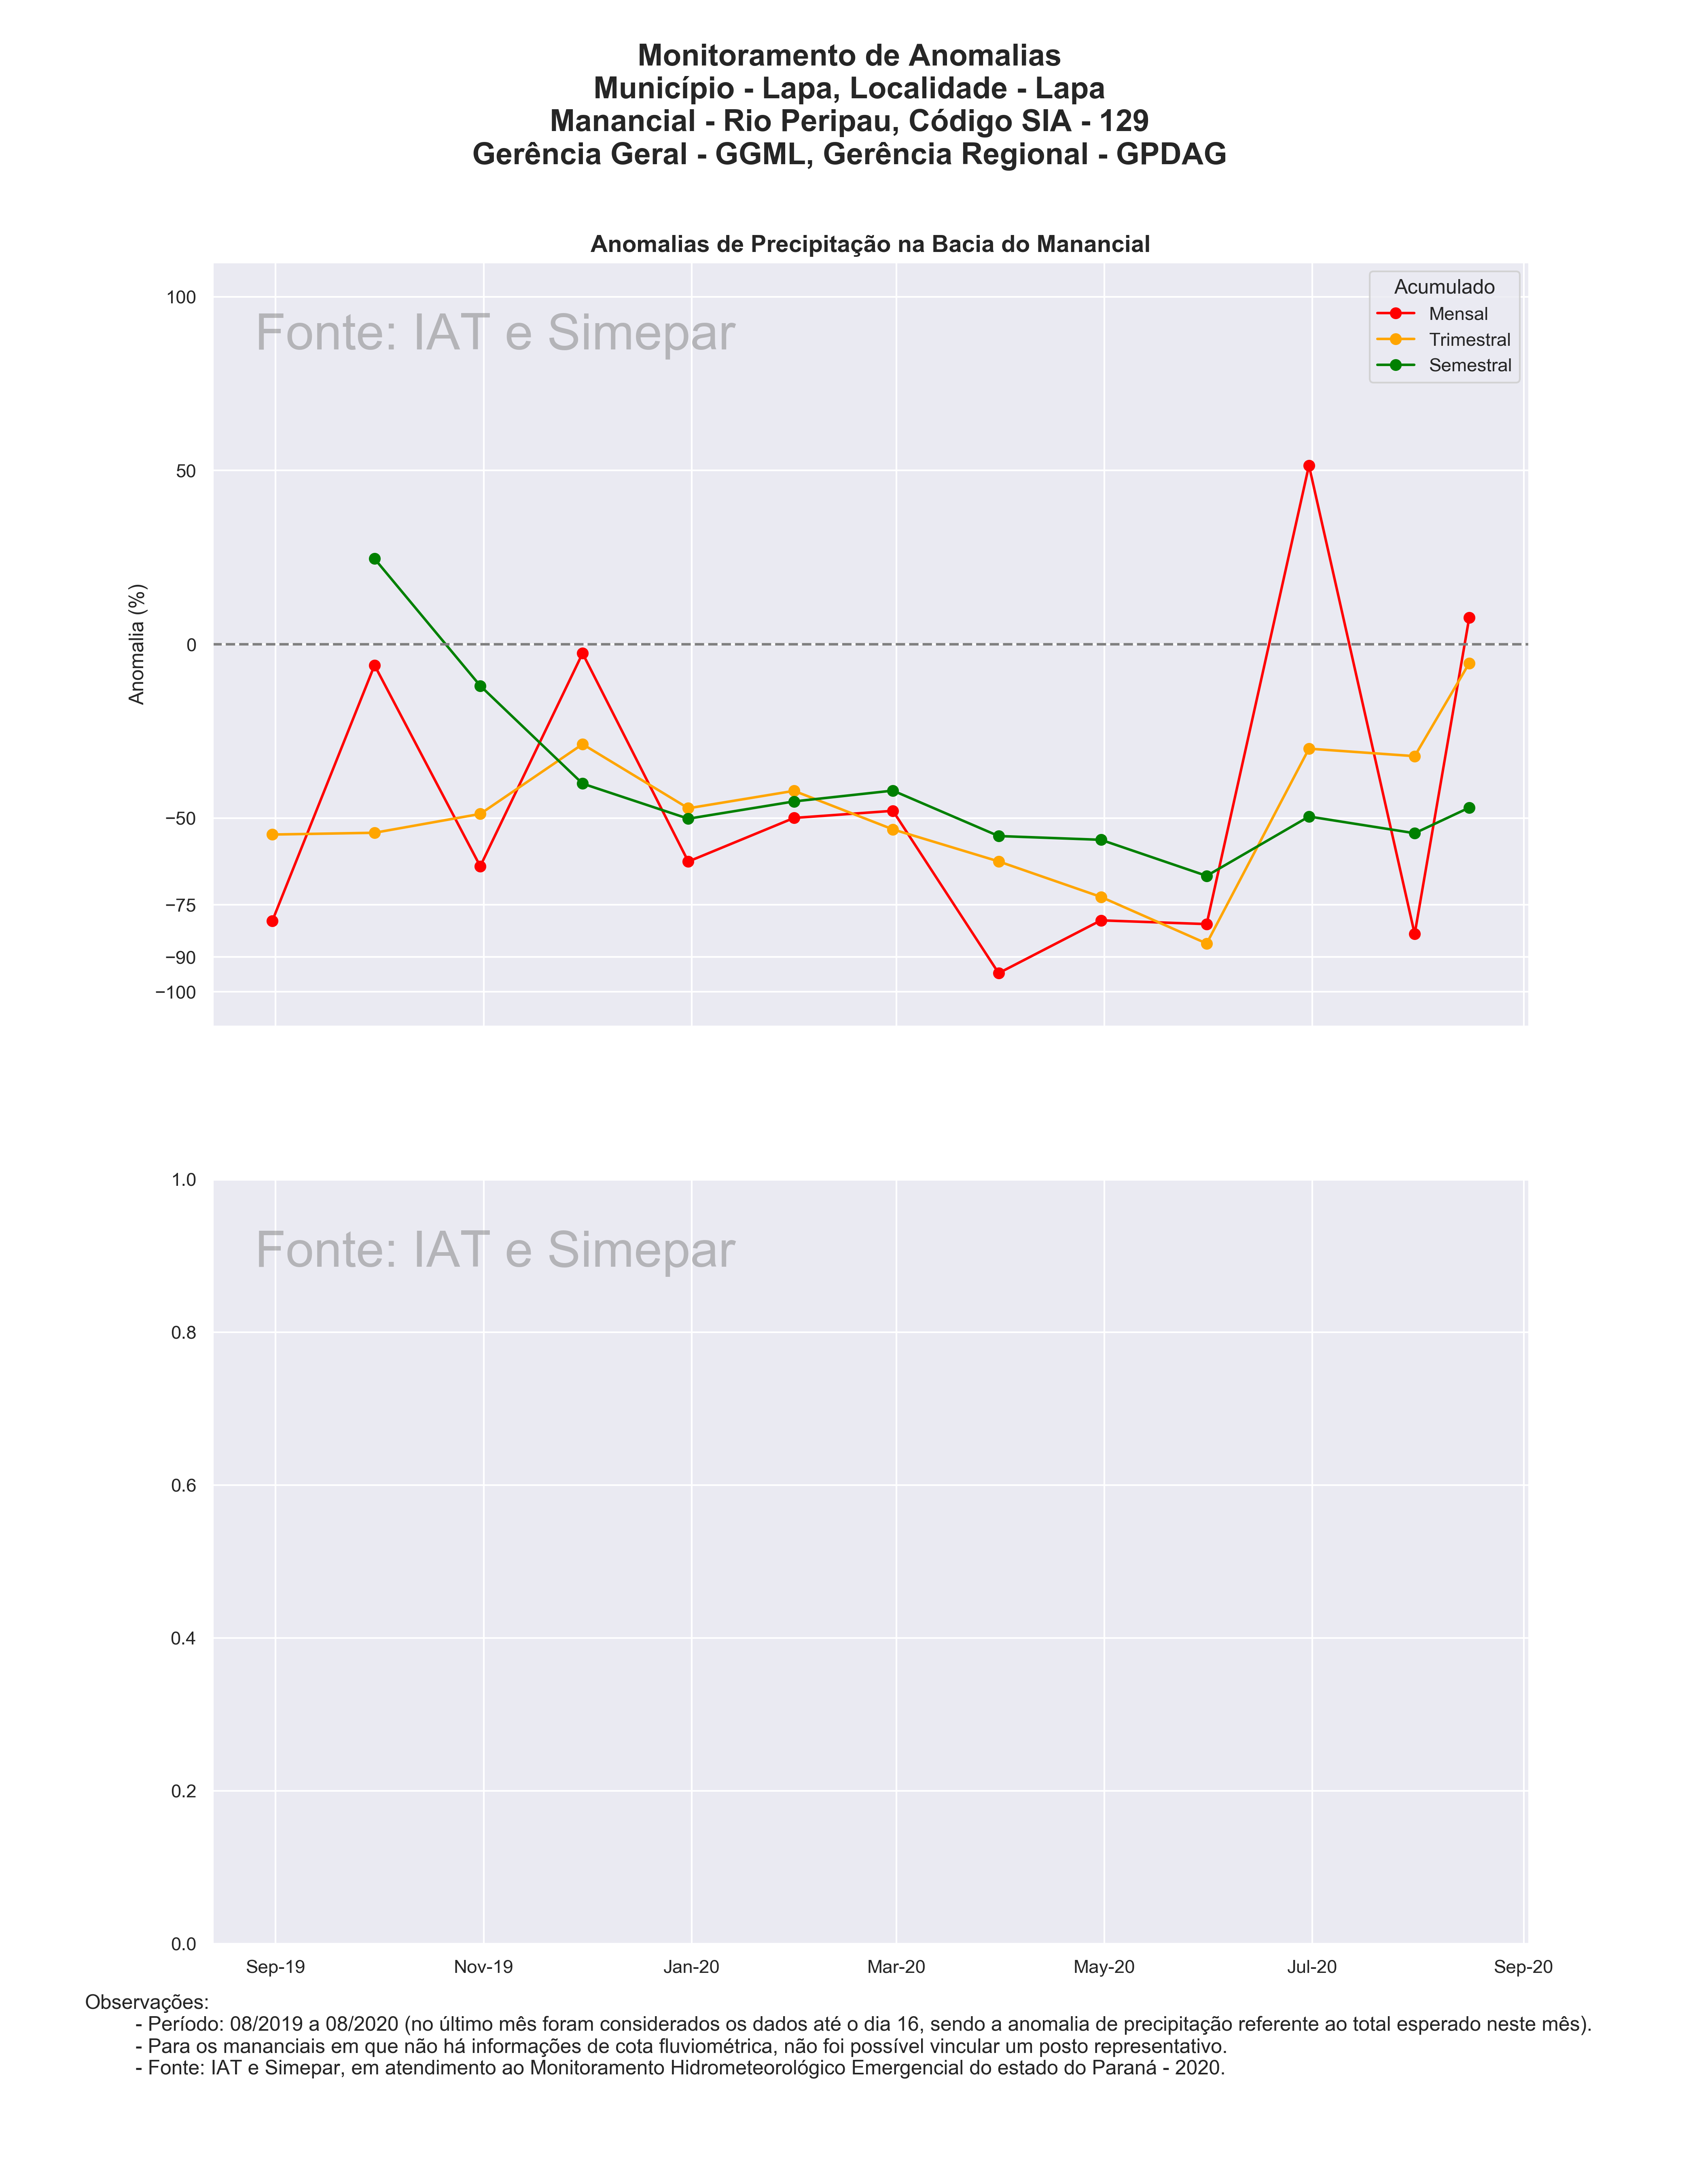 Monitoramento de Anomalias
Município - Lapa, Localidade - Lapa
Manancial - Rio Peripau, Código SIA - 129
Gerência Geral - GGML, Gerência Regional - GPDAG
Anomalias de Precipitação na Bacia do Manancial
Fonte: IAT e Simepar
Acumulado
Mensal
Trimestral
Semestral
Anomalia (%)
100
50
0
−50
−75
−90
−100
Fonte: IAT e Simepar
1.0
0.8
0.6
0.4
0.2
0.0
Sep-19 Nov-19 Jan-20 Mar-20 May-20 Jul-20 Sep-20
Observações:
- Período: 08/2019 a 08/2020 (no último mês foram considerados os dados até o dia 16, sendo a anomalia de precipitação referente ao total esperado neste mês).
- Para os mananciais em que não há informações de cota fluviométrica, não foi possível vincular um posto representativo.
- Fonte: IAT e Simepar, em atendimento ao Monitoramento Hidrometeorológico Emergencial do estado do Paraná - 2020.